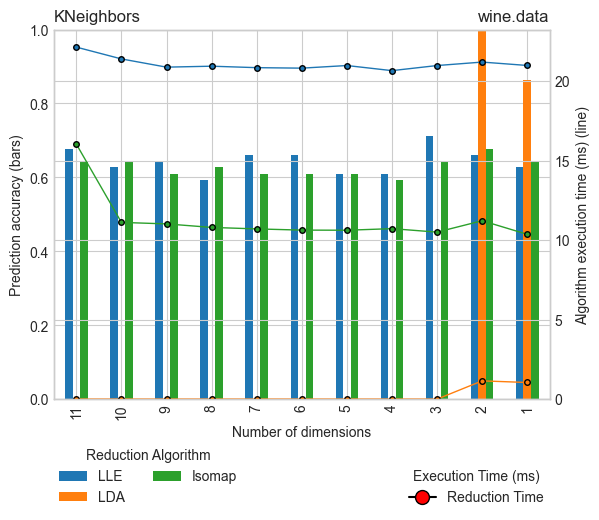 KNeighbors
wine.data
1.0
0.8
0.6
0.4
0.2
0.0
Prediction accuracy (bars)
20
15
10
5
0
Algorithm execution time (ms) (line)
11 10 9 8 7 6 5 4 3 2 1
Number of dimensions
Reduction Algorithm
LLE
Isomap
LDA
Execution Time (ms)
Reduction Time